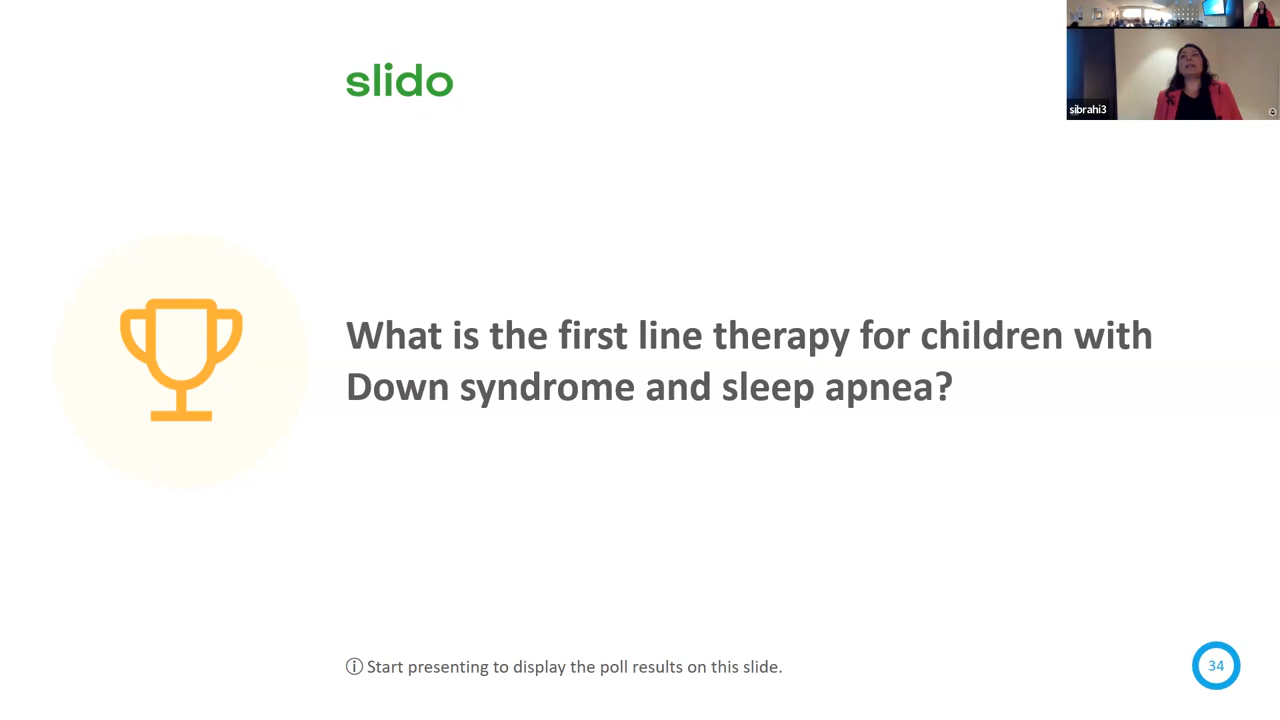 slido
sibrahi3
What is the first line therapy for children with
Down syndrome and sleep apnea?
ⓘ Start presenting to display the poll results on this slide.
34